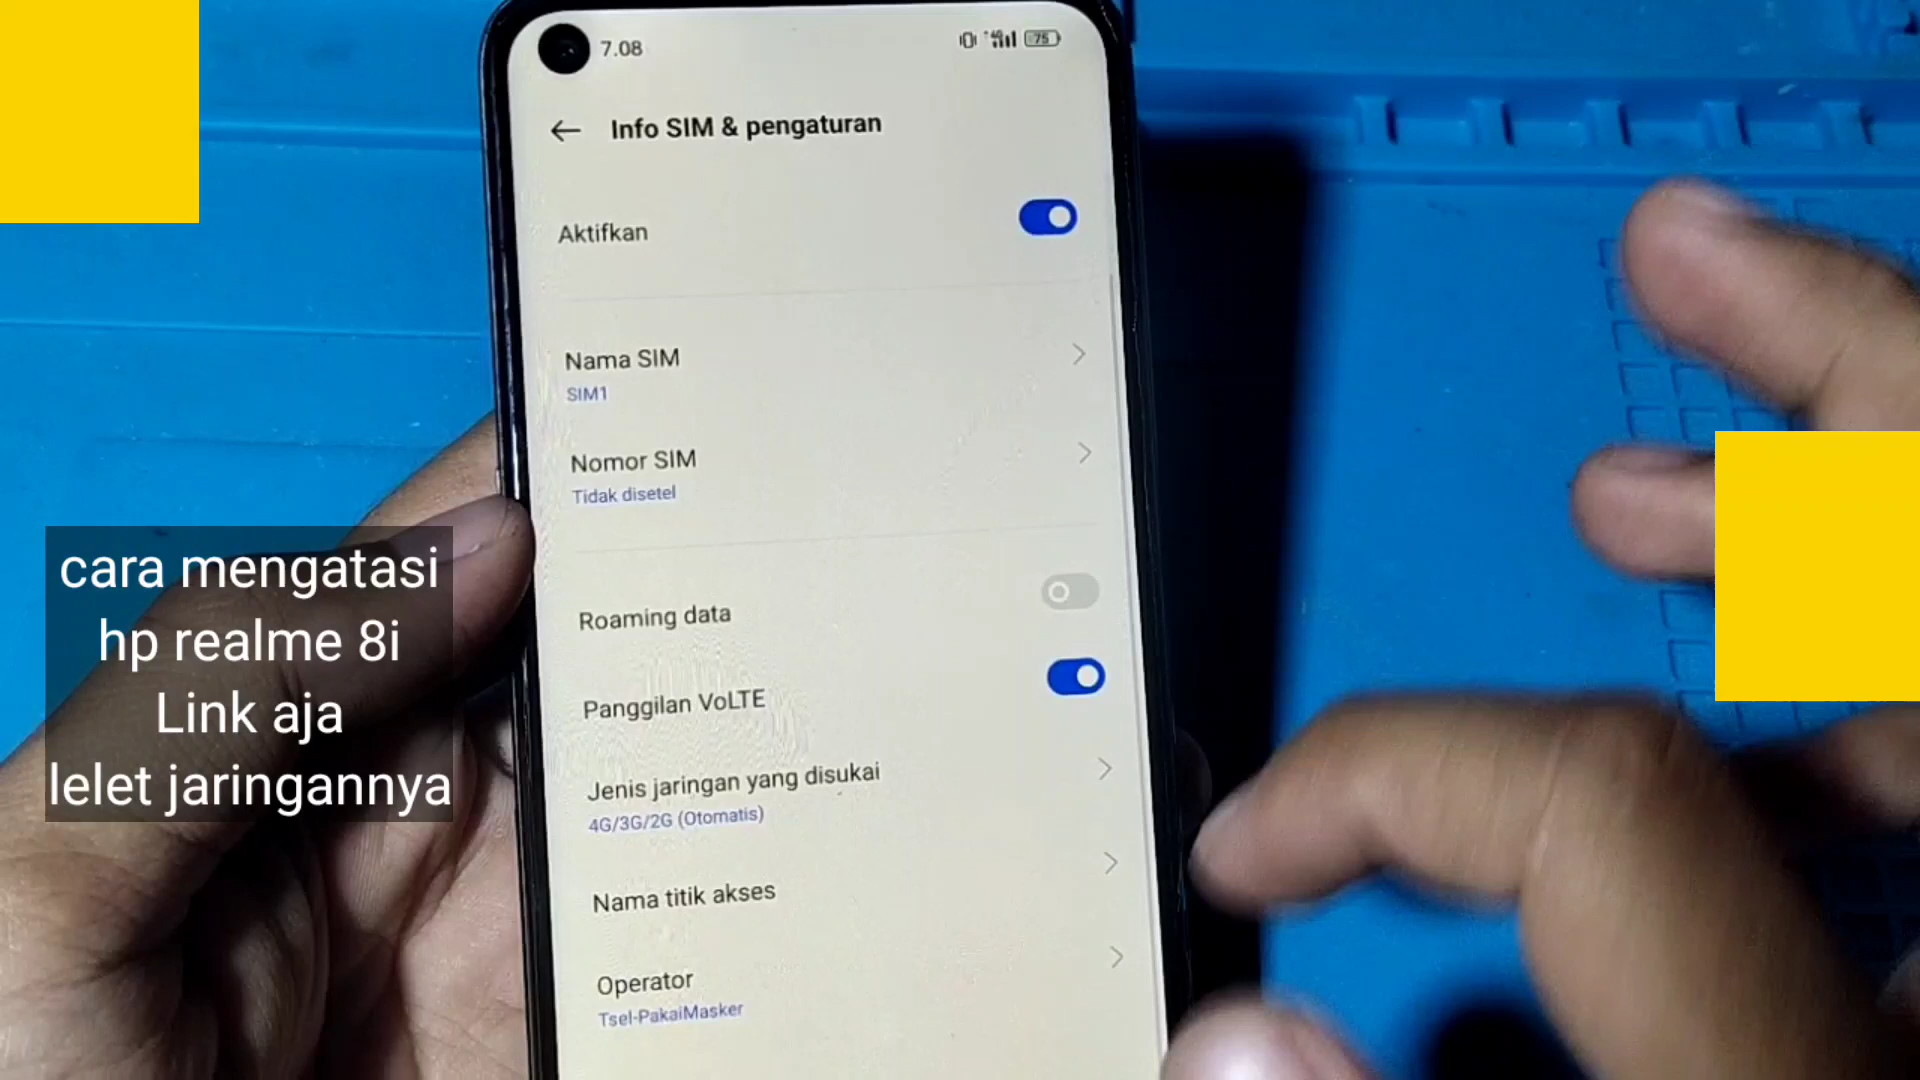 7.08
4G
75
Info SIM & pengaturan
Aktifkan
Nama SIM
SIM1
Nomor SIM
Tidak disetel
Roaming data
Panggilan VoLTE
Jenis jaringan yang disukai
4G/3G/2G (Otomatis)
Nama titik akses
Operator
Tsel-PakaiMasker
cara mengatasi
hp realme 8i
Link aja
lelet jaringannya